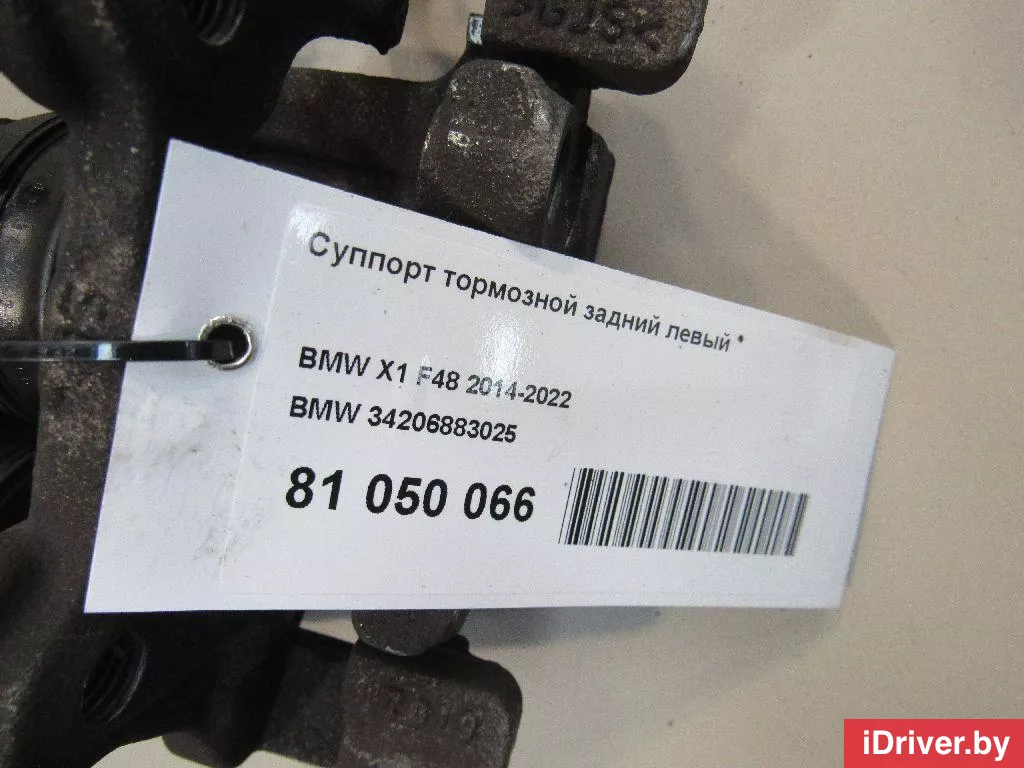 Суппорт тормозной задний левый *
BMW X1 F48 2014-2022
BMW 34206883025
81 050 066
iDriver.by